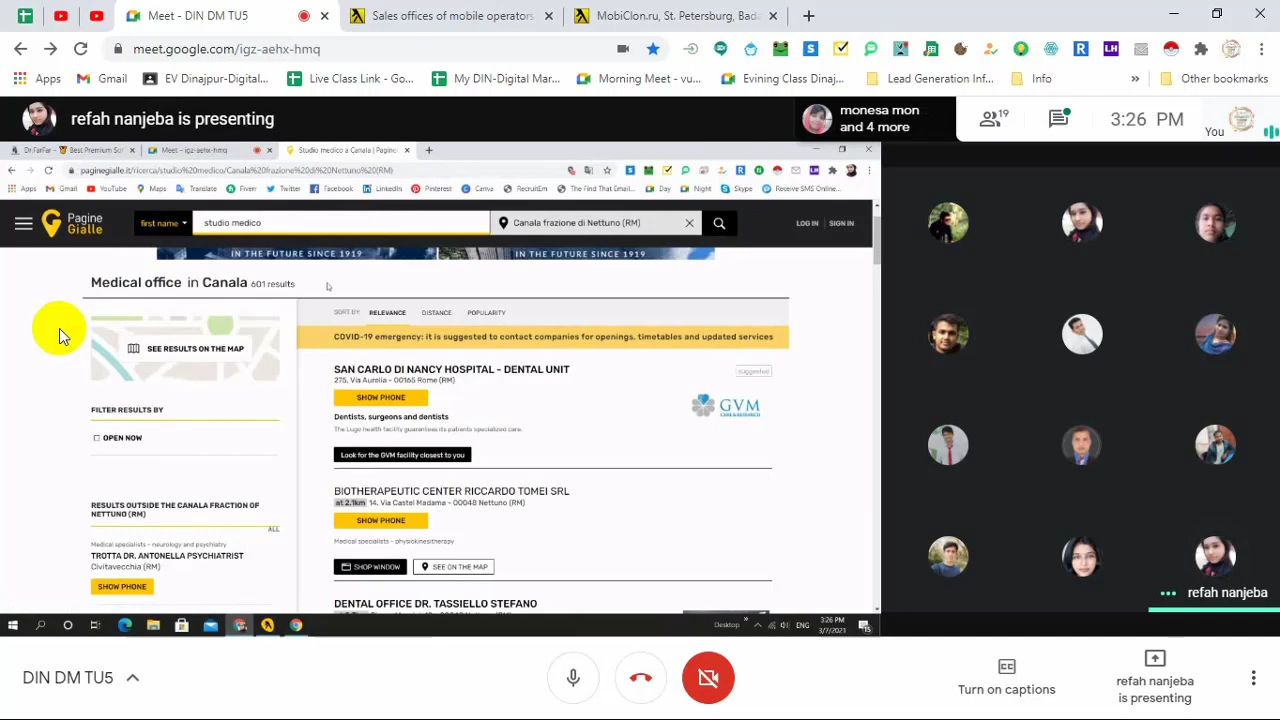 Meet - DIN DM TU5
Sales offices of mobile operators
MobiClon.ru, St. Petersburg, Bad
meet.google.com/igz-aehx-hmq
Apps
Gmail
EV Dinajpur-Digital...
Live Class Link - Go...
My DIN-Digital Mar...
Morning Meet - vu...
Evining Class Dinaj...
Lead Generation Inf...
Info
»
Other bookmarks
refah nanjeba is presenting
monesa mon
and 4 more
19
3:26 PM
You
Dr.FarFar - Best Premium So
Meet - igz-aehx-hmq
Studio medico a Canala | Pagine
paginegialle.it/ricerca/studio%20medico/Canala%20frazione%20di%20Nettuno%20(RM)
Apps
Gmail
YouTube
Maps
Translate
Fiverr
Twitter
Facebook
LinkedIn
Pinterest
Canva
RecruitEm
The Find That Email...
Day
Night
Skype
Receive SMS Online...
Pagine
Gialle
first name
studio medico
Canala frazione di Nettuno (RM)
LOG IN
SIGN IN
IN THE FUTURE SINCE 1919
IN THE FUTURE SINCE 1919
Medical office in Canala 601 results
SEE RESULTS ON THE MAP
FILTER RESULTS BY
OPEN NOW
RESULTS OUTSIDE THE CANALA FRACTION OF
NETTUNO (RM)
ALL
Medical specialists - neurology and psychiatry
TROTTA DR. ANTONELLA PSYCHIATRIST
Civitavecchia (RM)
SHOW PHONE
SORT BY: RELEVANCE DISTANCE POPULARITY
COVID-19 emergency: it is suggested to contact companies for openings, timetables and updated services
SAN CARLO DI NANCY HOSPITAL - DENTAL UNIT
suggested
275, Via Aurelia - 00165 Rome (RM)
SHOW PHONE
GVM
CARE & RESEARCH
Dentists, surgeons and dentists
The Lugo health facility guarantees its patients specialized care.
Look for the GVM facility closest to you
BIOTHERAPEUTIC CENTER RICCARDO TOMEI SRL
at 2.1km 14, Via Castel Madama - 00048 Nettuno (RM)
SHOW PHONE
Medical specialists - physiokinesitherapy
SHOP WINDOW
SEE ON THE MAP
DENTAL OFFICE DR. TASSIELLO STEFANO
Desktop
»
ENG
3:26 PM
3/7/2021
refah nanjeba
DIN DM TU5
Turn on captions
refah nanjeba
is presenting